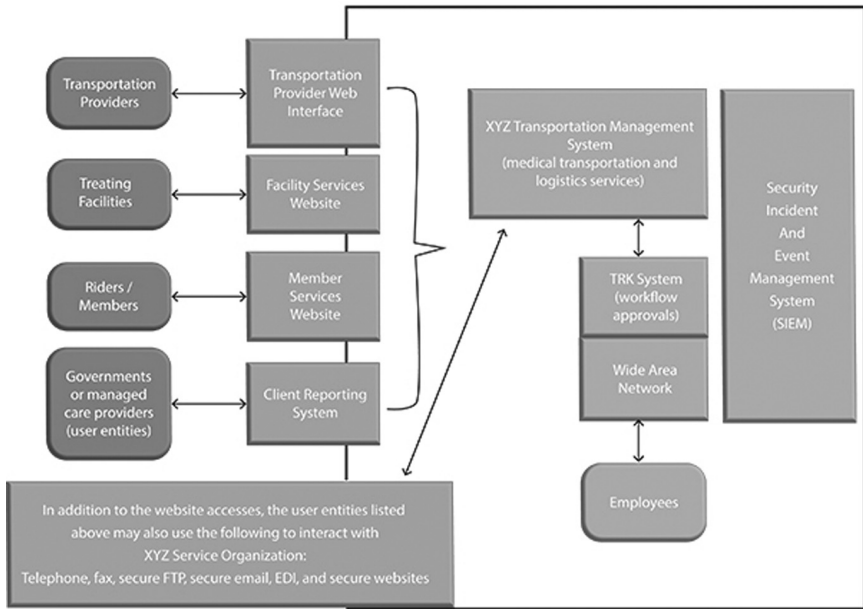 Transportation
Providers
Transportation
Provider Web
Interface
Treating
Facilities
Facility Services
Website
Riders /
Members
Member
Services
Website
Governments
or managed
care providers
(user entities)
Client Reporting
System
XYZ Transportation Management
System
(medical transportation and
logistics services)
TRK System
(workflow
approvals)
Wide Area
Network
Employees
Security
Incident
And
Event
Management
System
(SIEM)
In addition to the website accesses, the user entities listed
above may also use the following to interact with
XYZ Service Organization:
Telephone, fax, secure FTP, secure email, EDI, and secure websites